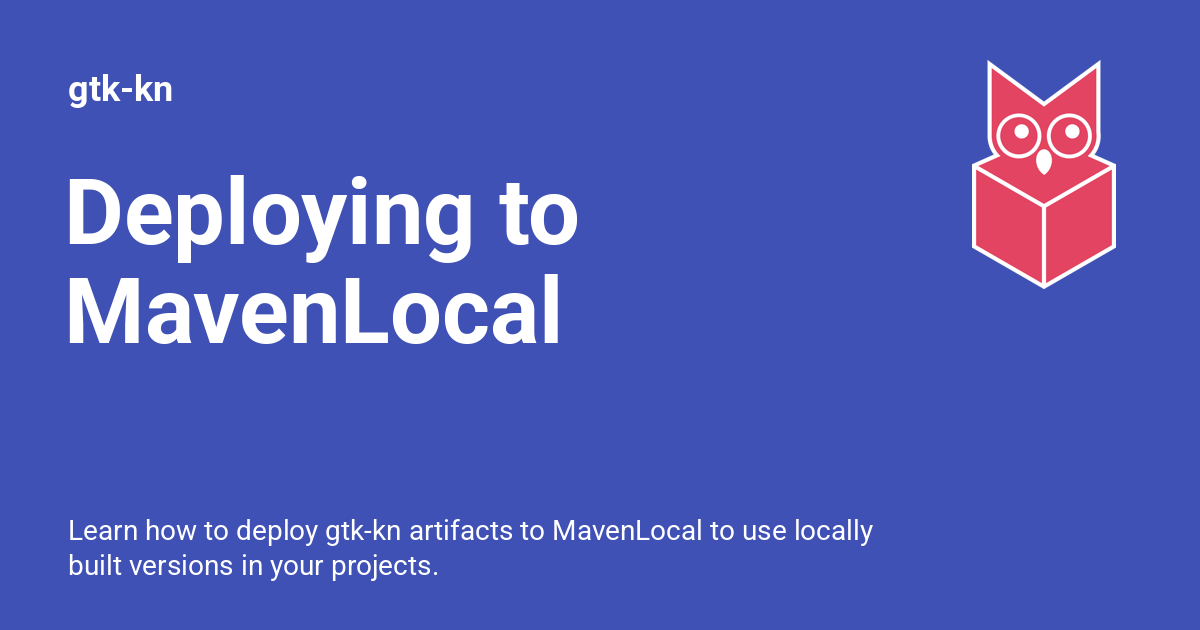 gtk-kn
Deploying to
MavenLocal
Learn how to deploy gtk-kn artifacts to MavenLocal to use locally
built versions in your projects.